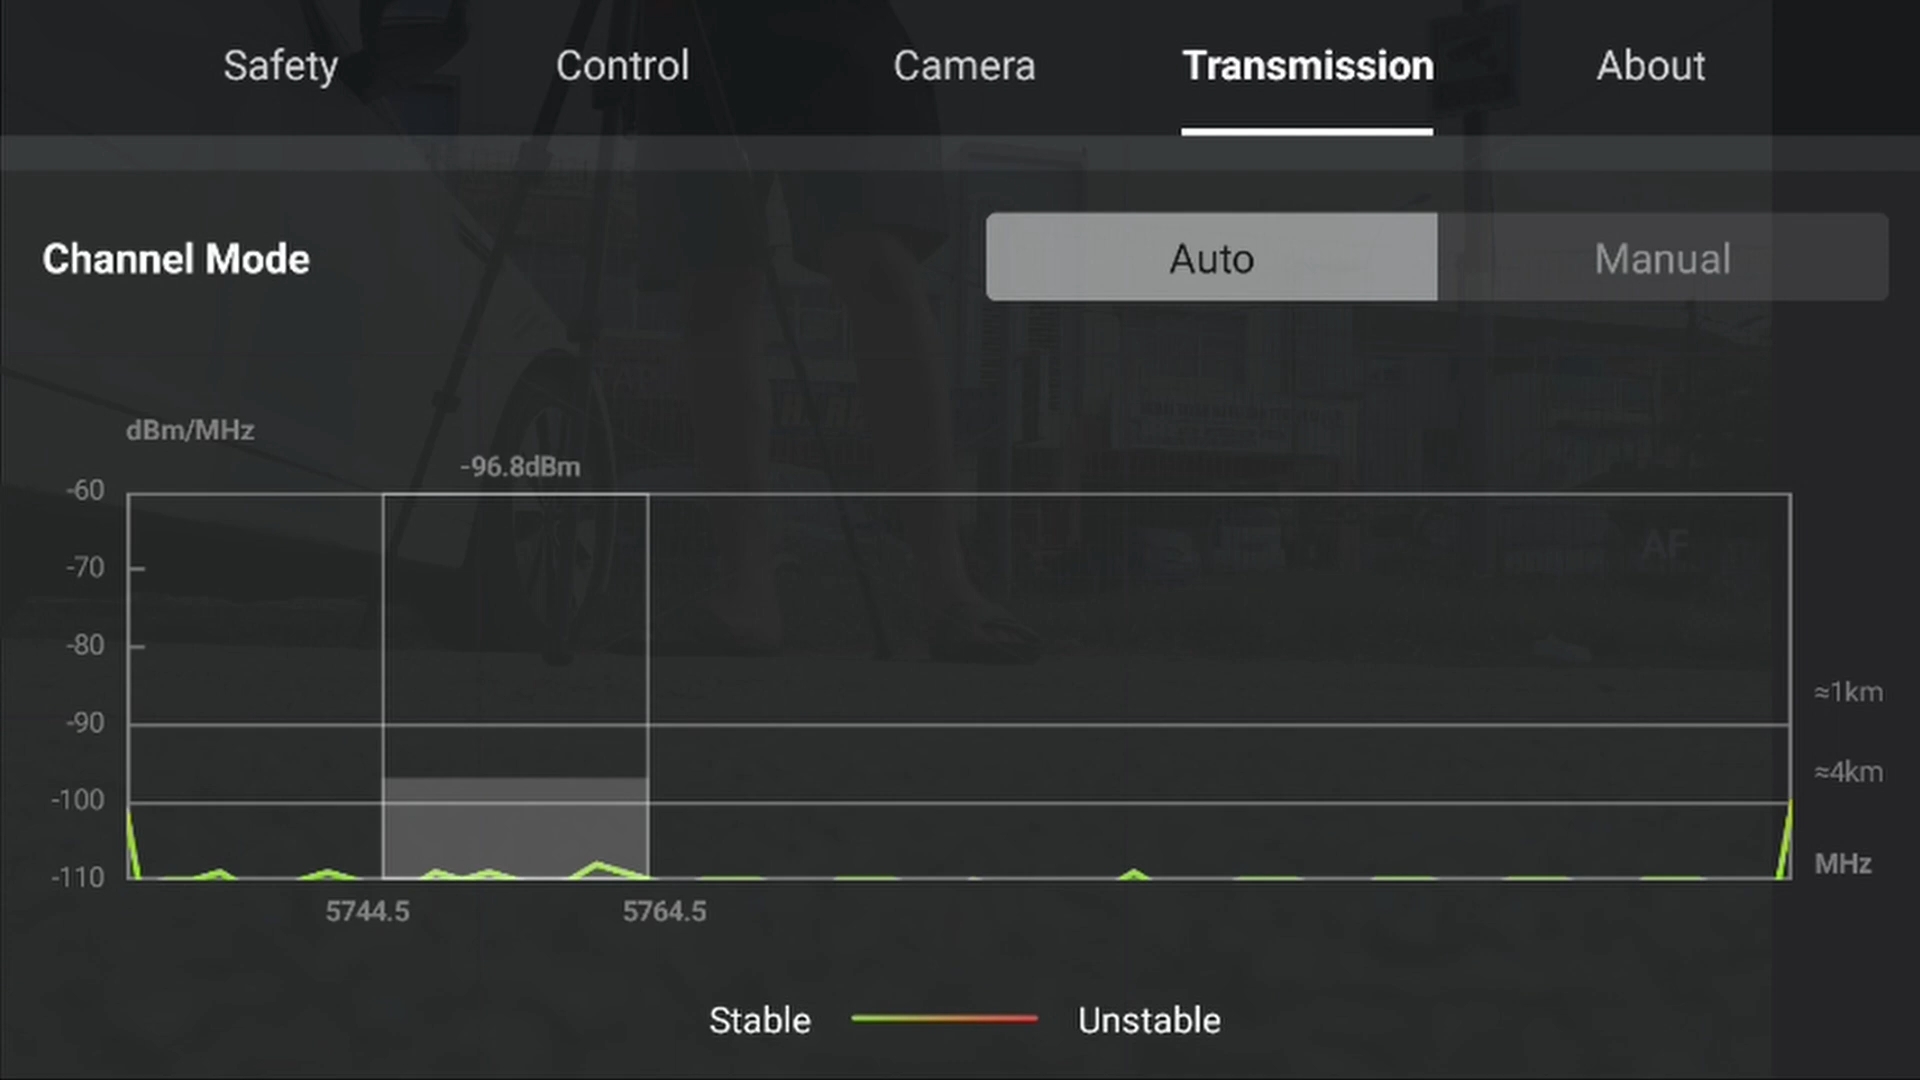 Safety Control Camera Transmission About
Channel Mode Auto Manual
dBm/MHz
-96.8dBm
-60
-70
-80
AF
≈1km
-90
≈4km
-100
-110
MHz
5744.5 5764.5
Stable Unstable